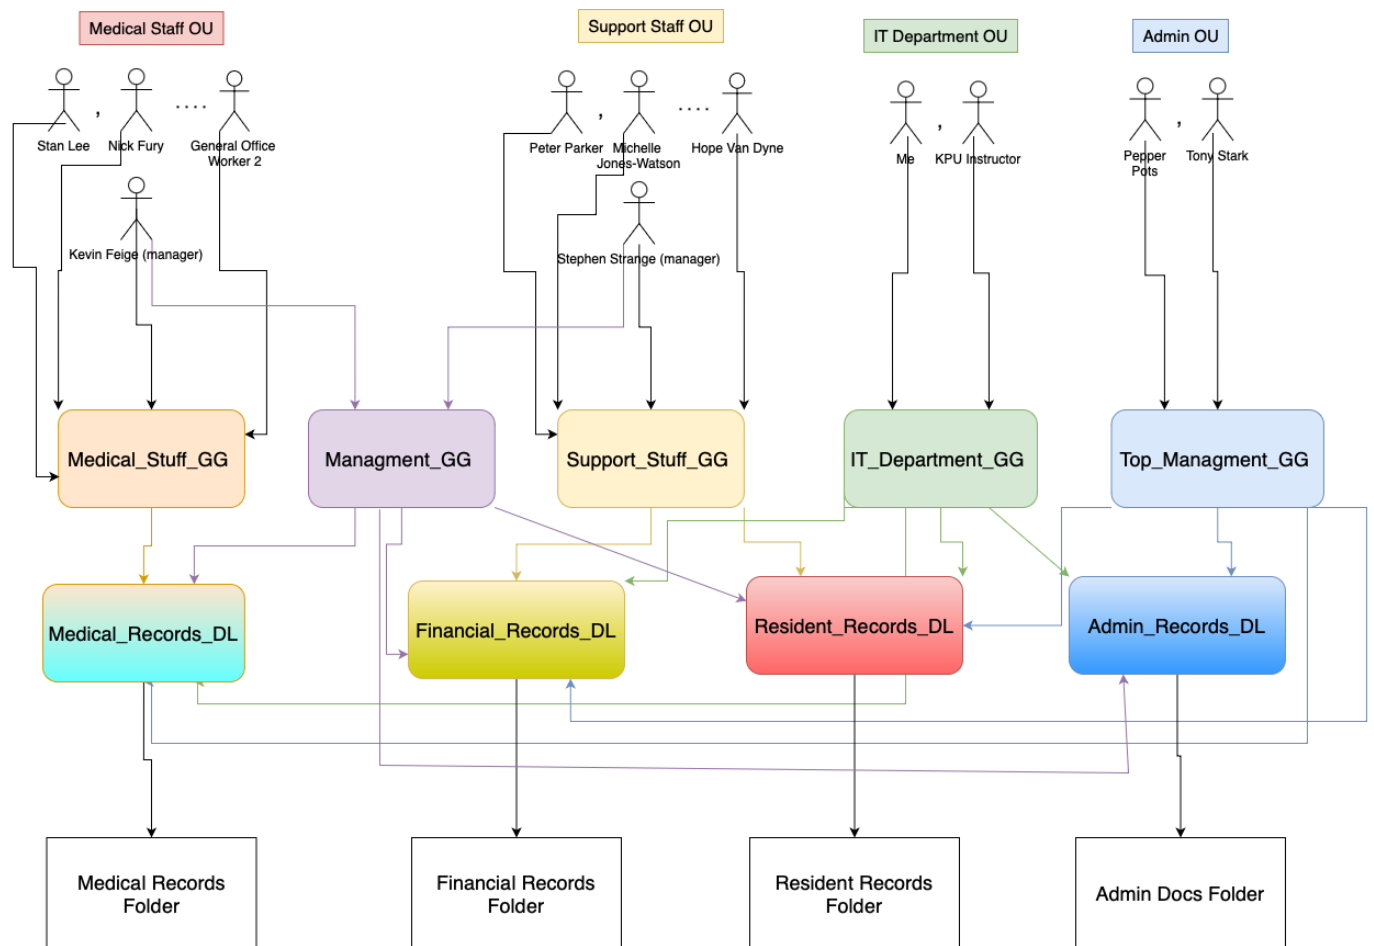 Medical Staff OU
Support Staff OU
IT Department OU
Admin OU
, ....
, ....
,
,
Stan Lee
Nick Fury
General Office
Worker 2
Peter Parker
Michelle
Jones-Watson
Hope Van Dyne
Me
KPU Instructor
Pepper
Pots
Tony Stark
Kevin Feige (manager)
Stephen Strange (manager)
Medical_Stuff_GG
Managment_GG
Support_Stuff_GG
IT_Department_GG
Top_Managment_GG
Medical_Records_DL
Financial_Records_DL
Resident_Records_DL
Admin_Records_DL
Medical Records
Folder
Financial Records
Folder
Resident Records
Folder
Admin Docs Folder